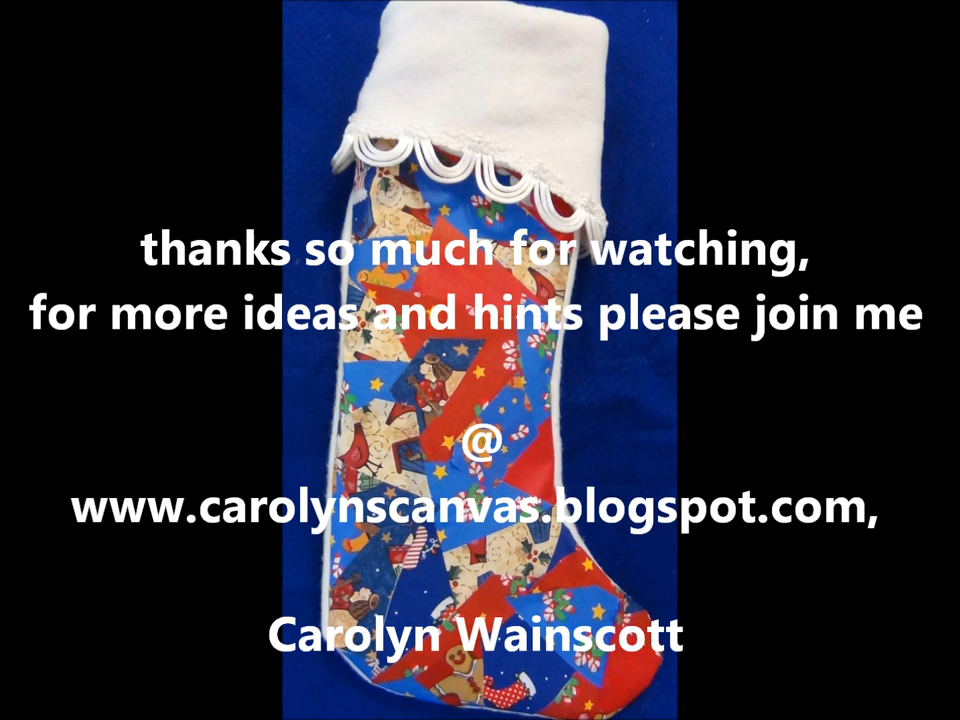 thanks so much for watching,
for more ideas and hints please join me
@
www.carolynscanvas.blogspot.com,
Carolyn Wainscott